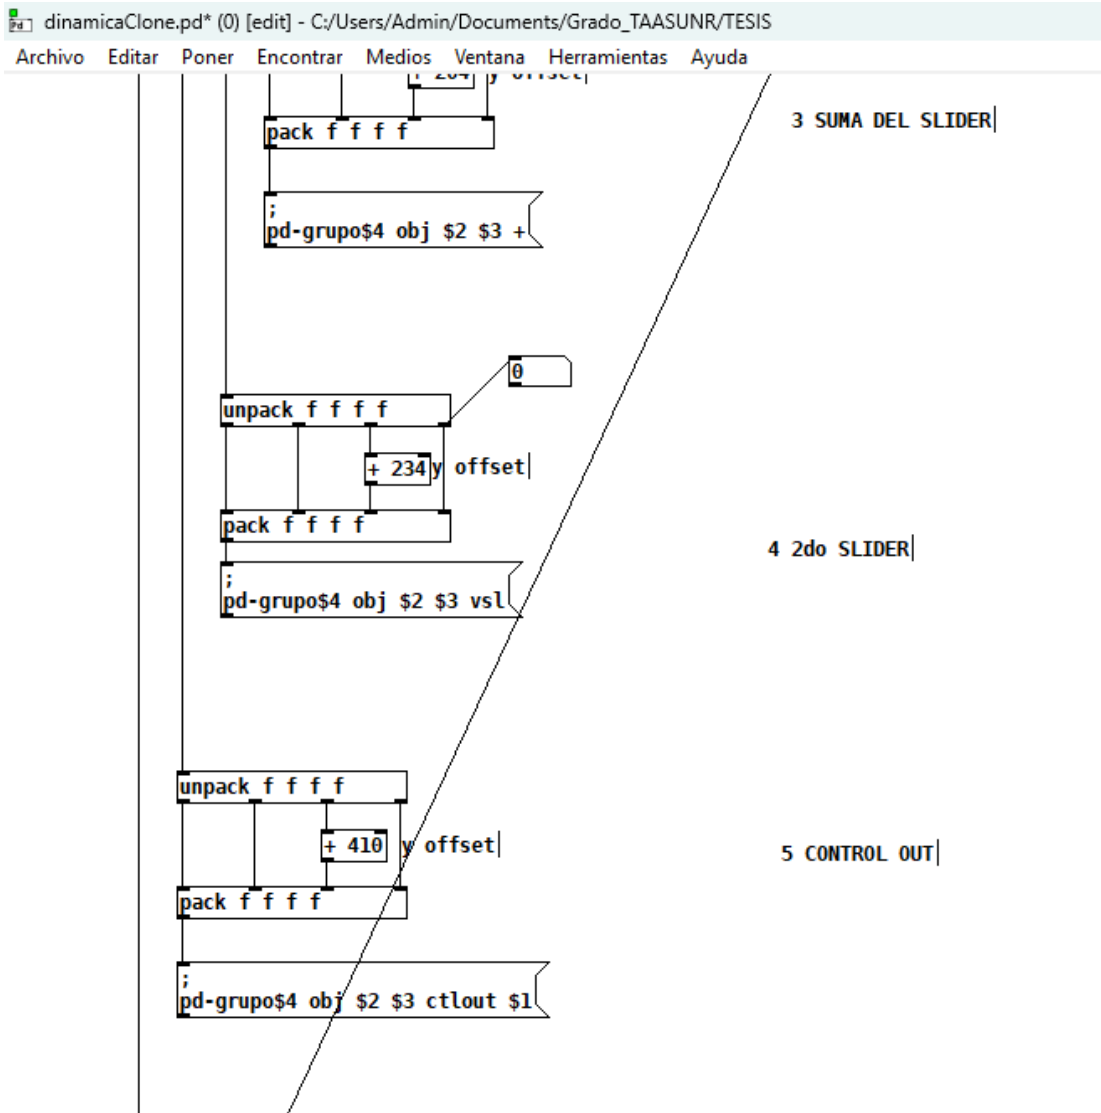 dinamicaClone.pd* (0) [edit] - C:/Users/Admin/Documents/Grado_TAASUNR/TESIS
Archivo Editar Poner Encontrar Medios Ventana Herramientas Ayuda
+ 204 y offset
3 SUMA DEL SLIDER
pack f f f f
;
pd-grupo$4 obj $2 $3 +
0
unpack f f f f
+ 234 y offset
pack f f f f
4 2do SLIDER
;
pd-grupo$4 obj $2 $3 vsl
unpack f f f f
+ 410 y offset
5 CONTROL OUT
pack f f f f
;
pd-grupo$4 obj $2 $3 ctlout $1